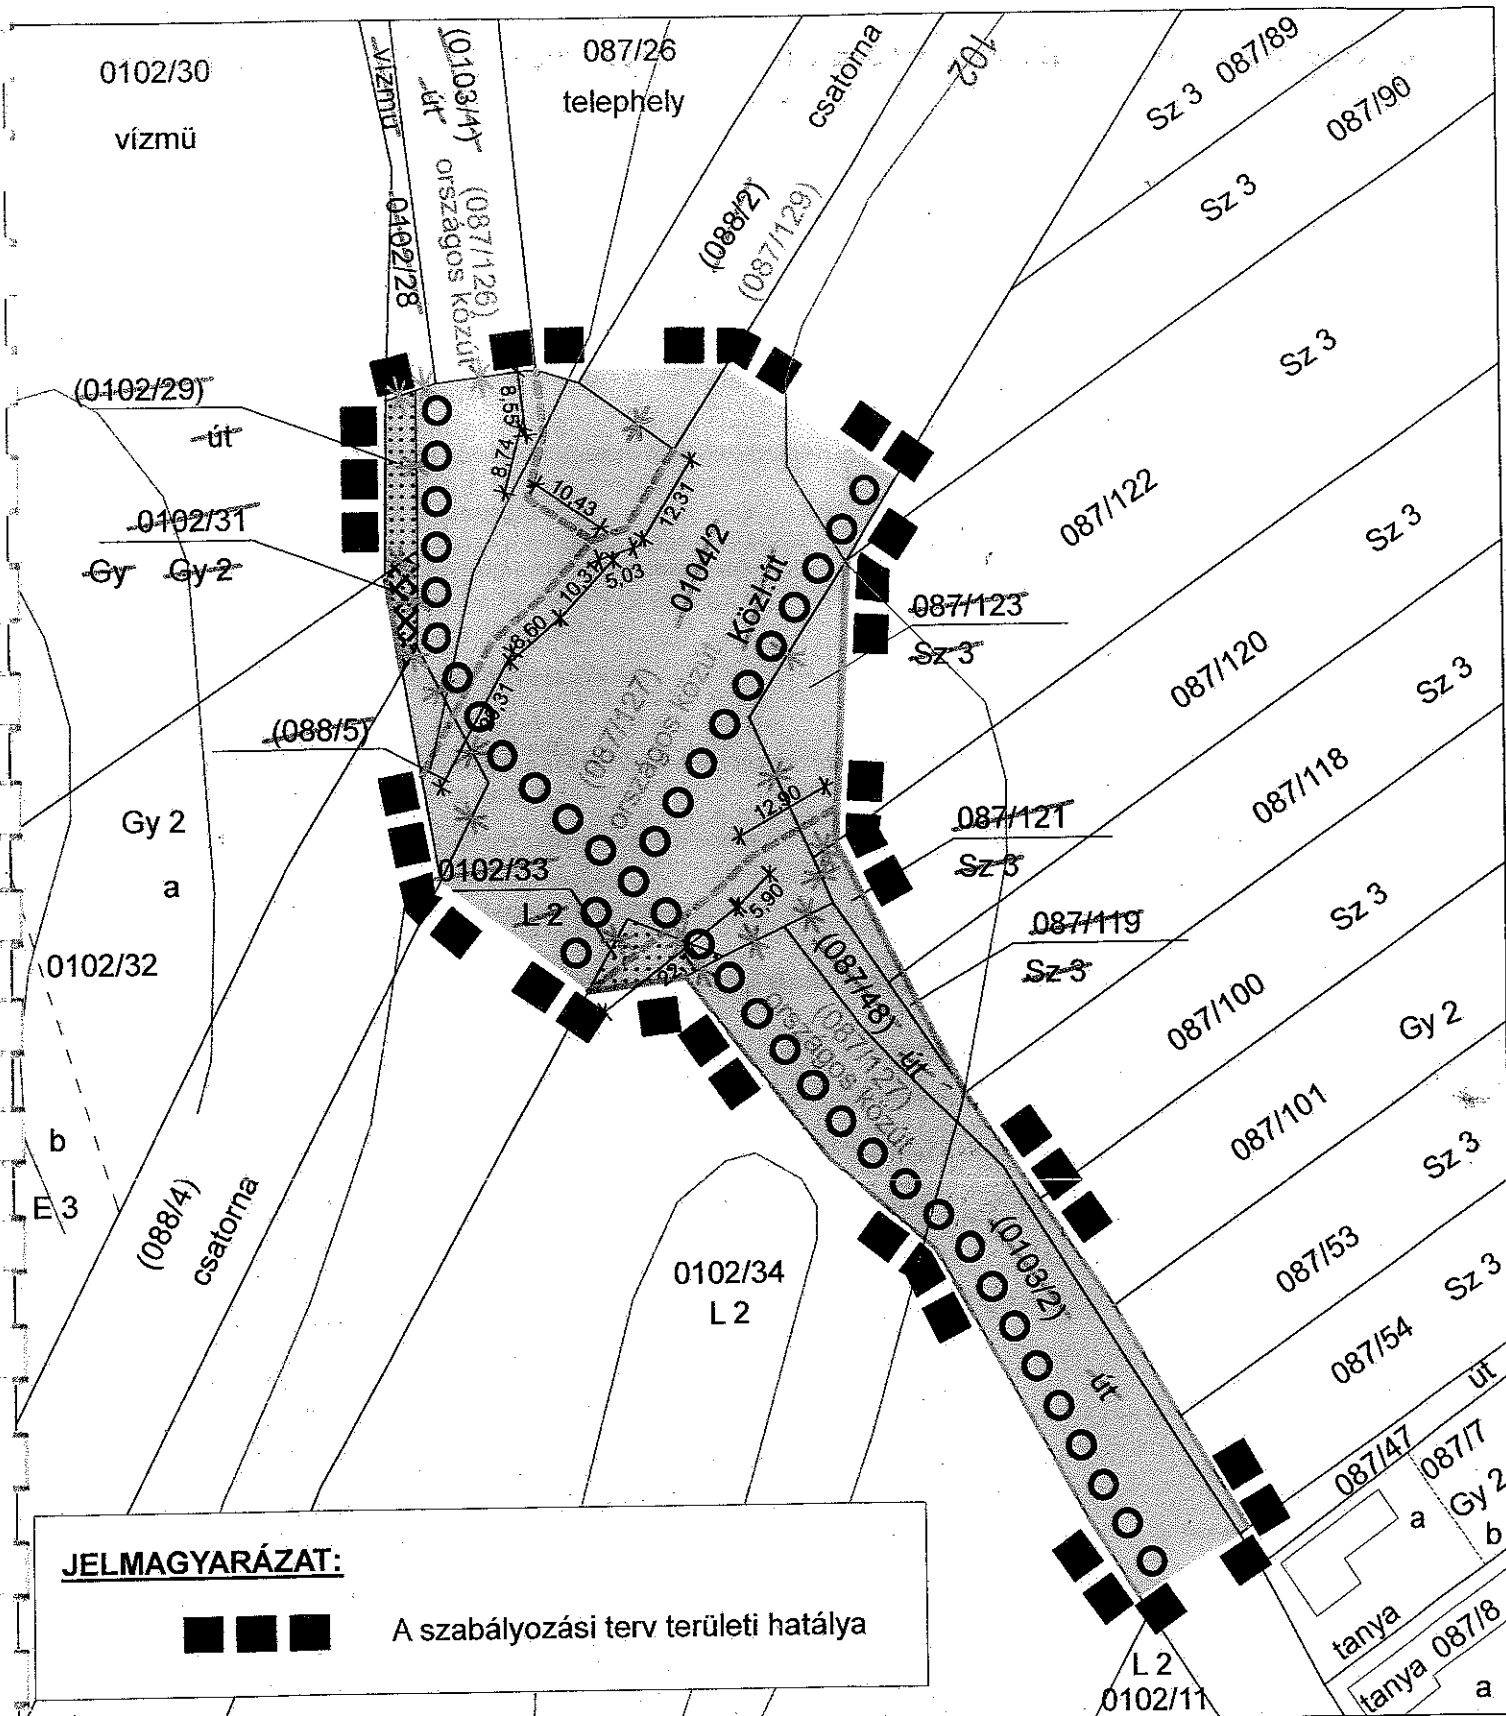 0102/30
vízmü
vízmü
0102/28
(0103/1)
út
(087/126)
országos közút
087/26
telephely
csatorna
(088/2)
(087/129)
102
Sz 3
087/89
087/90
Sz 3
Sz 3
(0102/29)
út
0102/31
Gy
Gy 2
8,55
8,74
10,43
12,31
10,31
5,03
8,60
0104/2
Közl.út
087/122
Sz 3
087/123
Sz 3
(087/127)
országos közút
(088/5)
087/120
Sz 3
12,90
087/121
Sz 3
087/118
Gy 2
a
0102/33
L 2
5,90
087/119
Sz 3
Sz 3
0102/32
(087/48)
út
(087/127)
országos közút
087/100
Gy 2
087/101
b
E 3
(088/4)
csatorna
Sz 3
(0103/2)
út
0102/34
L 2
087/53
Sz 3
087/54
út
087/47
087/7
Gy 2
a
b
tanya
087/8
tanya
a
L 2
0102/11
JELMAGYARÁZAT:
A szabályozási terv területi hatálya